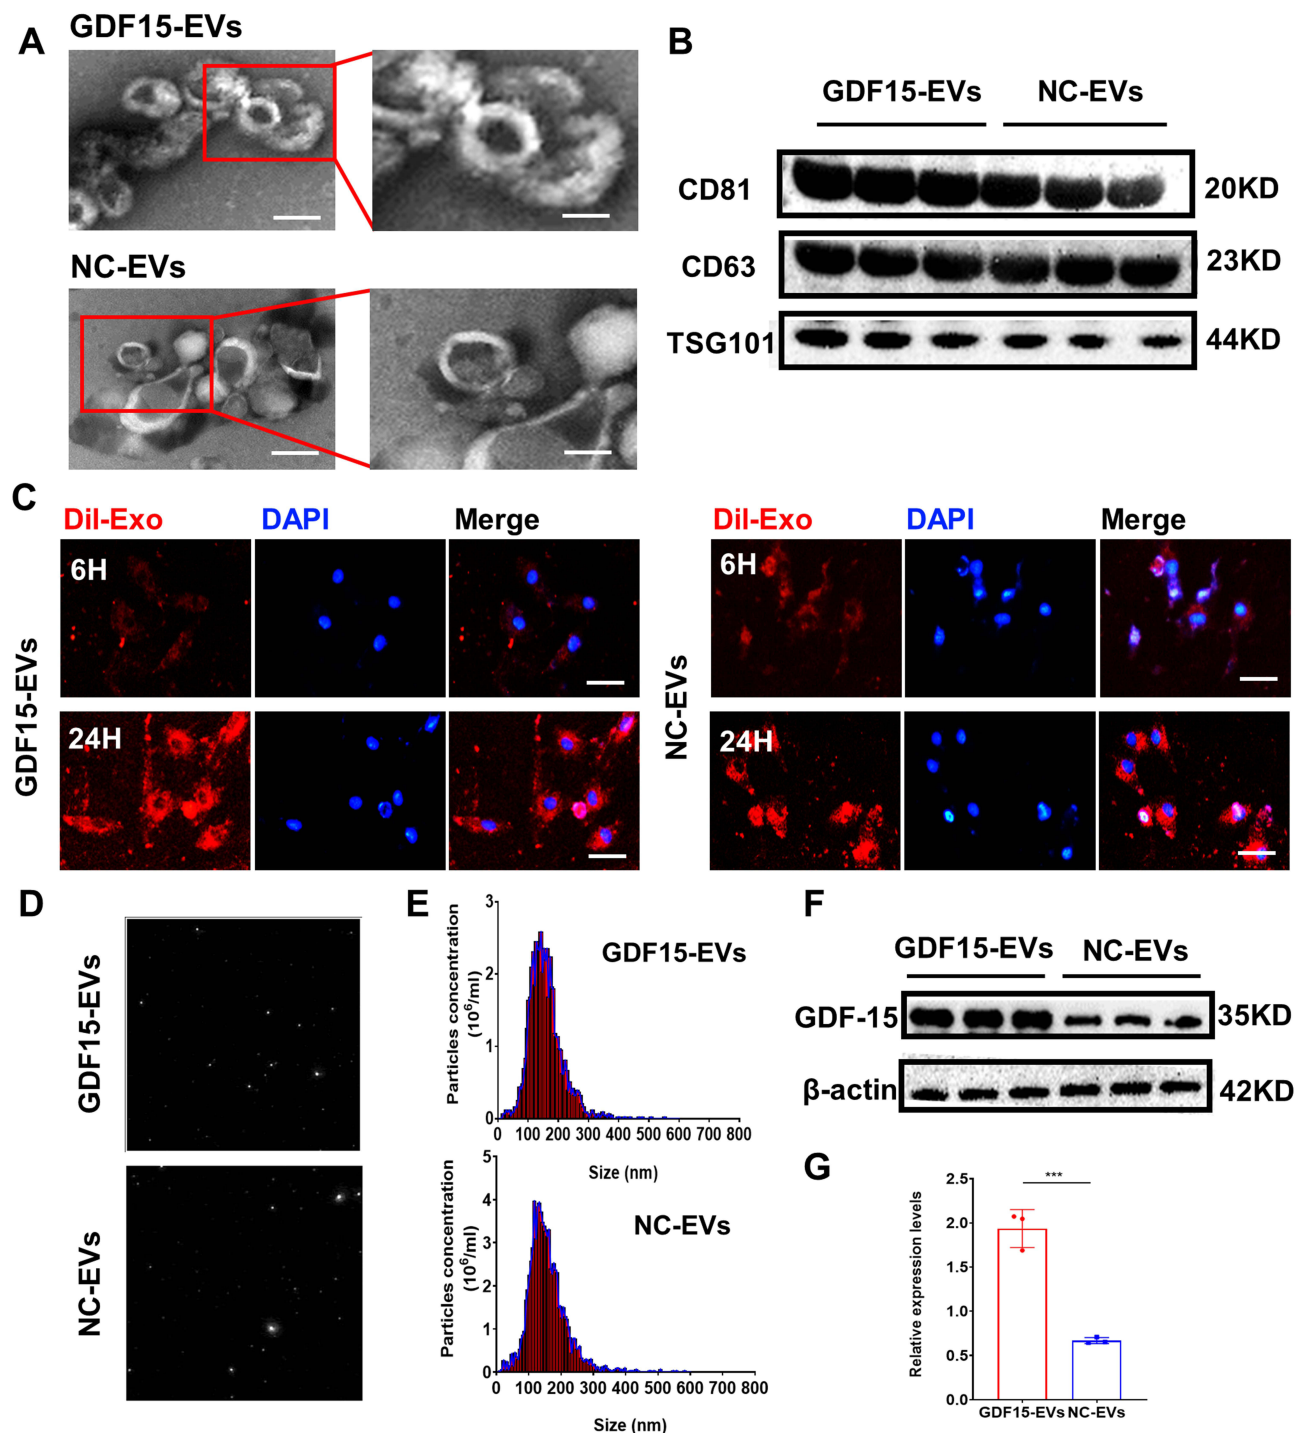 A
GDF15-EVs
NC-EVs
B
GDF15-EVs NC-EVs
CD81 20KD
CD63 23KD
TSG101 44KD
C
Dil-Exo DAPI Merge
GDF15-EVs
6H
24H
Dil-Exo DAPI Merge
NC-EVs
6H
24H
D
GDF15-EVs
NC-EVs
E
Particles concentration
(10⁶/ml)
GDF15-EVs
3
2
1
0
0 100 200 300 400 500 600 700 800
Size (nm)
Particles concentration
(10⁶/ml)
NC-EVs
5
4
3
4
1
0
0 100 200 300 400 500 600 700 800
Size (nm)
F
GDF15-EVs NC-EVs
GDF-15 35KD
β-actin 42KD
G
Relative expression levels
2.5
2.0
1.5
1.0
0.5
0.0
***
GDF15-EVs NC-EVs